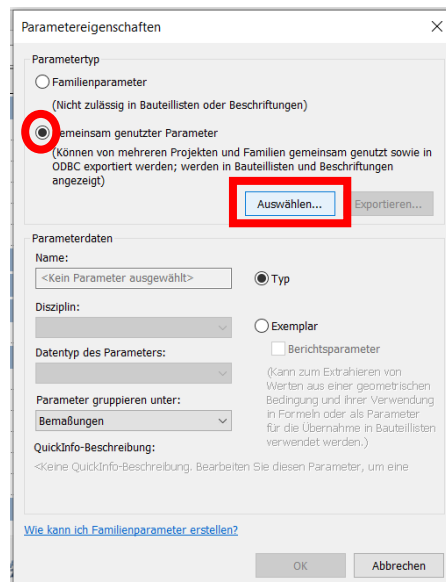 Parametereigenschaften
Parametertyp
Familienparameter
(Nicht zulässig in Bauteillisten oder Beschriftungen)
emeinsam genutzter Parameter
(Können von mehreren Projekten und Familien gemeinsam genutzt sowie in
ODBC exportiert werden; werden in Bauteillisten und Beschriftungen
angezeigt)
Auswählen...
Exportieren...
Parameterdaten
Name:
<Kein Parameter ausgewählt>
Typ
Disziplin:
Exemplar
Berichtsparameter
Datentyp des Parameters:
(Kann zum Extrahieren von
Werten aus einer geometrischen
Bedingung und ihrer Verwendung
in Formeln oder als Parameter
für die Übernahme in Bauteillisten
verwendet werden.)
Parameter gruppieren unter:
Bemaßungen
QuickInfo-Beschreibung:
<Keine QuickInfo-Beschreibung. Bearbeiten Sie diesen Parameter, um eine
Wie kann ich Familienparameter erstellen?
OK
Abbrechen